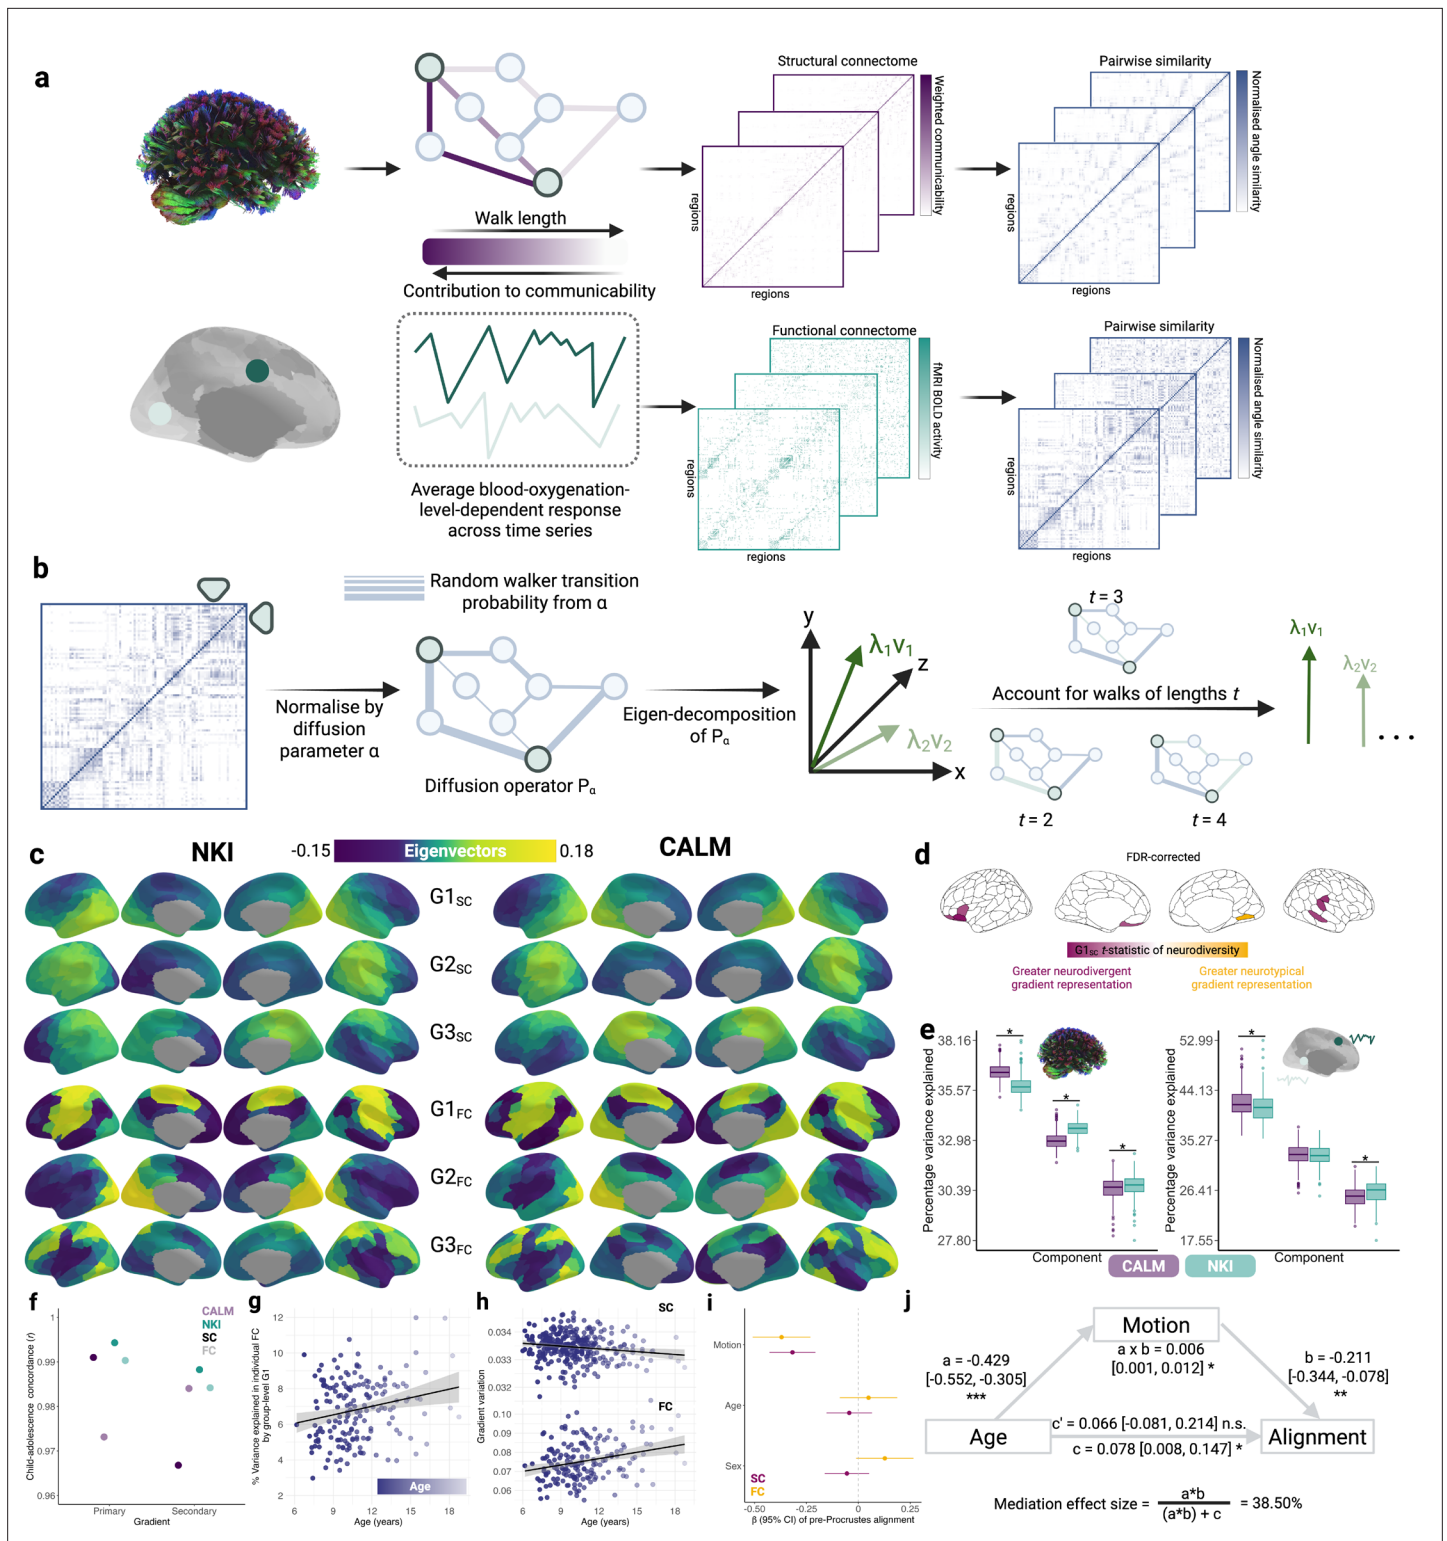 a
Structural connectome
Weighted communicability
regions
regions
Pairwise similarity
Normalised angle similarity
regions
regions
Walk length
Contribution to communicability
Functional connectome
fMRI BOLD activity
regions
regions
Pairwise similarity
Normalised angle similarity
regions
regions
Average blood-oxygenation-
level-dependent response
across time series
b
Random walker transition
probability from α
Normalise by
diffusion
parameter α
Diffusion operator Pα
Eigen-decomposition
of Pα
y
λ1v1
z
λ2v2
x
t = 3
Account for walks of lengths t
t = 2
t = 4
λ1v1
λ2v2
...
c
NKI
-0.15
Eigenvectors
0.18
CALM
G1SC
G2SC
G3SC
G1FC
G2FC
G3FC
d
FDR-corrected
G1SC t-statistic of neurodiversity
Greater neurodivergent
gradient representation
Greater neurotypical
gradient representation
e
Percentage variance explained
38.16
35.57
32.98
30.39
27.80
*
*
*
Component
Percentage variance explained
52.99
44.13
35.27
26.41
17.55
*
*
Component
CALM
NKI
f
Child-adolescence concordance (r)
1
0.99
0.98
0.97
0.96
CALM
NKI
SC
FC
Primary
Secondary
Gradient
g
% Variance explained in individual FC
by group-level G1
12
10
8
6
4
2
Age
6
9
12
15
18
Age (years)
h
SC
Gradient variation
0.034
0.033
0.032
FC
0.10
0.09
0.08
0.07
0.06
6
9
12
15
18
Age (years)
i
Motion
Age
Sex
SC
FC
-0.50
-0.25
0
0.25
β (95% CI) of pre-Procrustes alignment
j
Motion
a x b = 0.006
[0.001, 0.012] *
a = -0.429
[-0.552, -0.305]
***
b = -0.211
[-0.344, -0.078]
**
Age
c' = 0.066 [-0.081, 0.214] n.s.
c = 0.078 [0.008, 0.147] *
Alignment
Mediation effect size =
a*b
(a*b) + c
= 38.50%